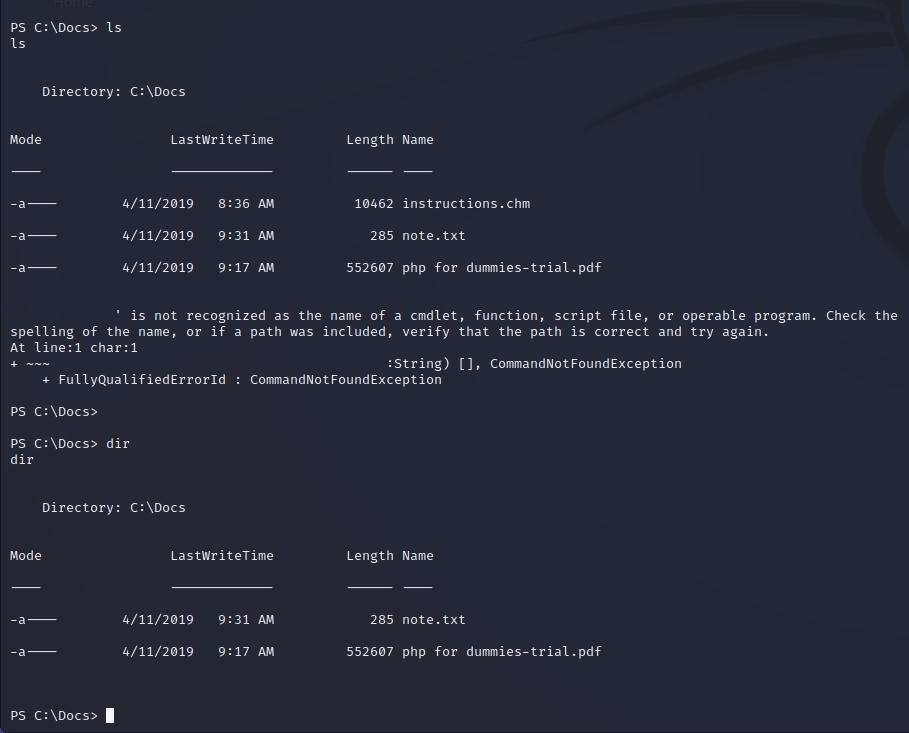 Home
PS C:\Docs> ls
ls
Directory: C:\Docs
Mode LastWriteTime Length Name
---- ------------- ------ ----
-a---- 4/11/2019 8:36 AM 10462 instructions.chm
-a---- 4/11/2019 9:31 AM 285 note.txt
-a---- 4/11/2019 9:17 AM 552607 php for dummies-trial.pdf
' is not recognized as the name of a cmdlet, function, script file, or operable program. Check the
spelling of the name, or if a path was included, verify that the path is correct and try again.
At line:1 char:1
+ ~~~ :String) [], CommandNotFoundException
+ FullyQualifiedErrorId : CommandNotFoundException
PS C:\Docs>
PS C:\Docs> dir
dir
Directory: C:\Docs
Mode LastWriteTime Length Name
---- ------------- ------ ----
-a---- 4/11/2019 9:31 AM 285 note.txt
-a---- 4/11/2019 9:17 AM 552607 php for dummies-trial.pdf
PS C:\Docs>